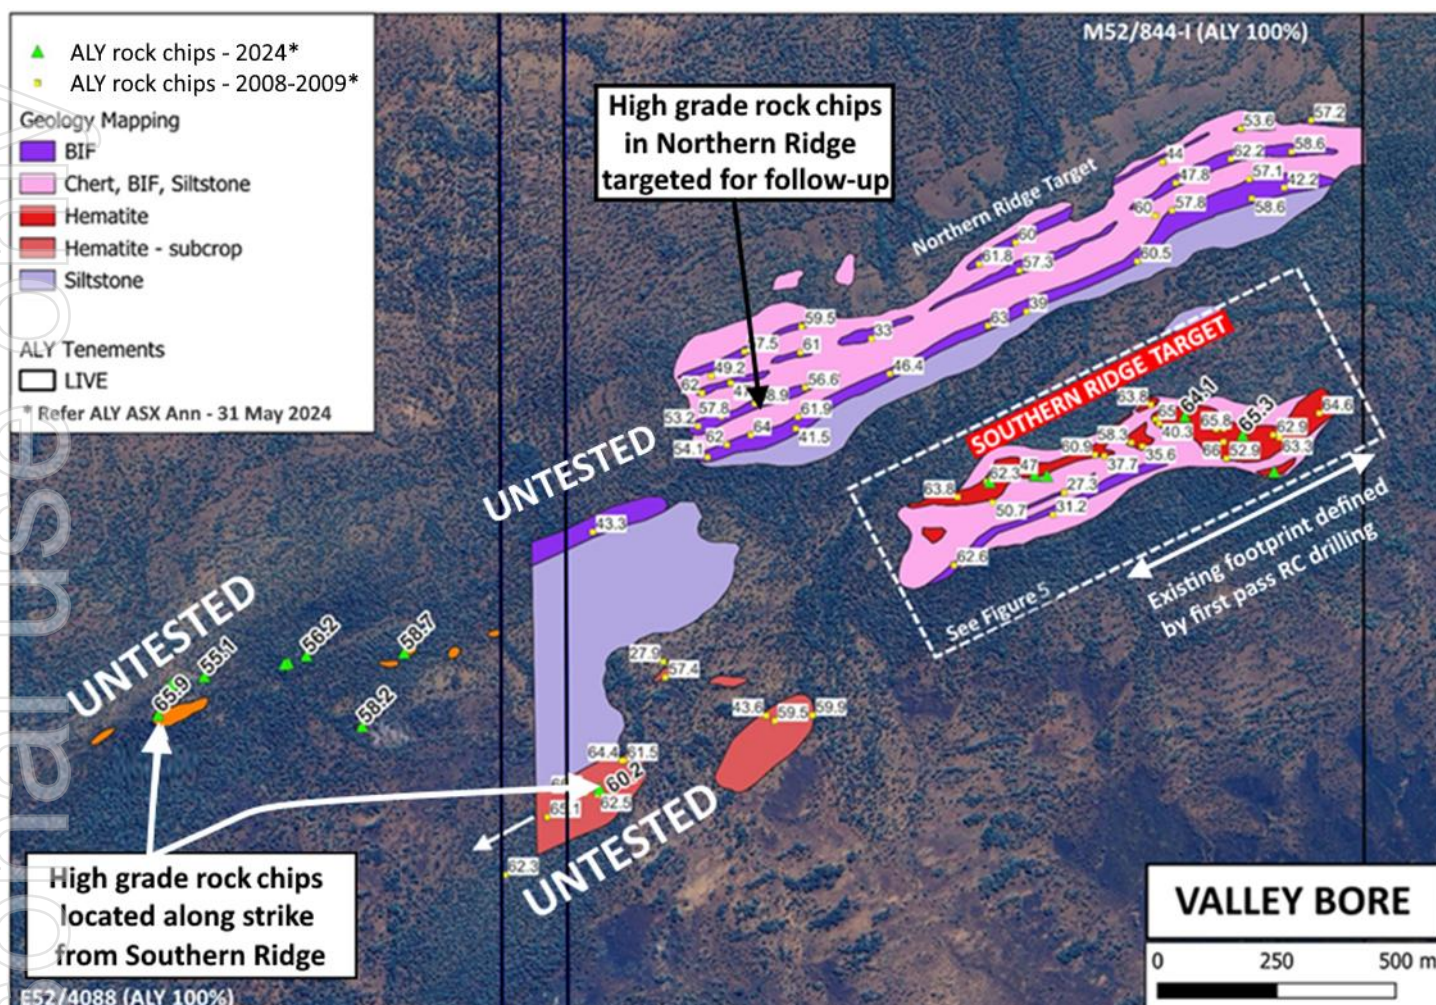 M52/844-I (ALY 100%)
ALY rock chips - 2024*
ALY rock chips - 2008-2009*
Geology Mapping
BIF
Chert, BIF, Siltstone
Hematite
Hematite - subcrop
Siltstone
ALY Tenements
LIVE
* Refer ALY ASX Ann - 31 May 2024
High grade rock chips
in Northern Ridge
targeted for follow-up
Northern Ridge Target
57.2
53.6
58.6
62.2
44
57.1
42.2
47.8
60
57.8
58.6
60
61.8
57.3
60.5
63
39
59.5
33
61
7.5
49.2
46.4
62
56.6
8.9
57.8
61.9
53.2
64
62
41.5
54.1
SOUTHERN RIDGE TARGET
63.8
65
64.1
65.8
65.3
64.6
62.9
63.3
40.3
58.3
60.9
66
52.9
35.6
37.7
47
62.3
63.8
27.3
50.7
31.2
62.6
See Figure 5
Existing footprint defined
by first pass RC drilling
UNTESTED
43.3
UNTESTED
56.2
58.7
55.1
65.9
58.2
27.9
57.4
43.6
59.5
59.9
64.4
61.5
60.2
62.5
65.1
62.3
UNTESTED
High grade rock chips
located along strike
from Southern Ridge
E52/4088 (ALY 100%)
VALLEY BORE
0 250 500 m